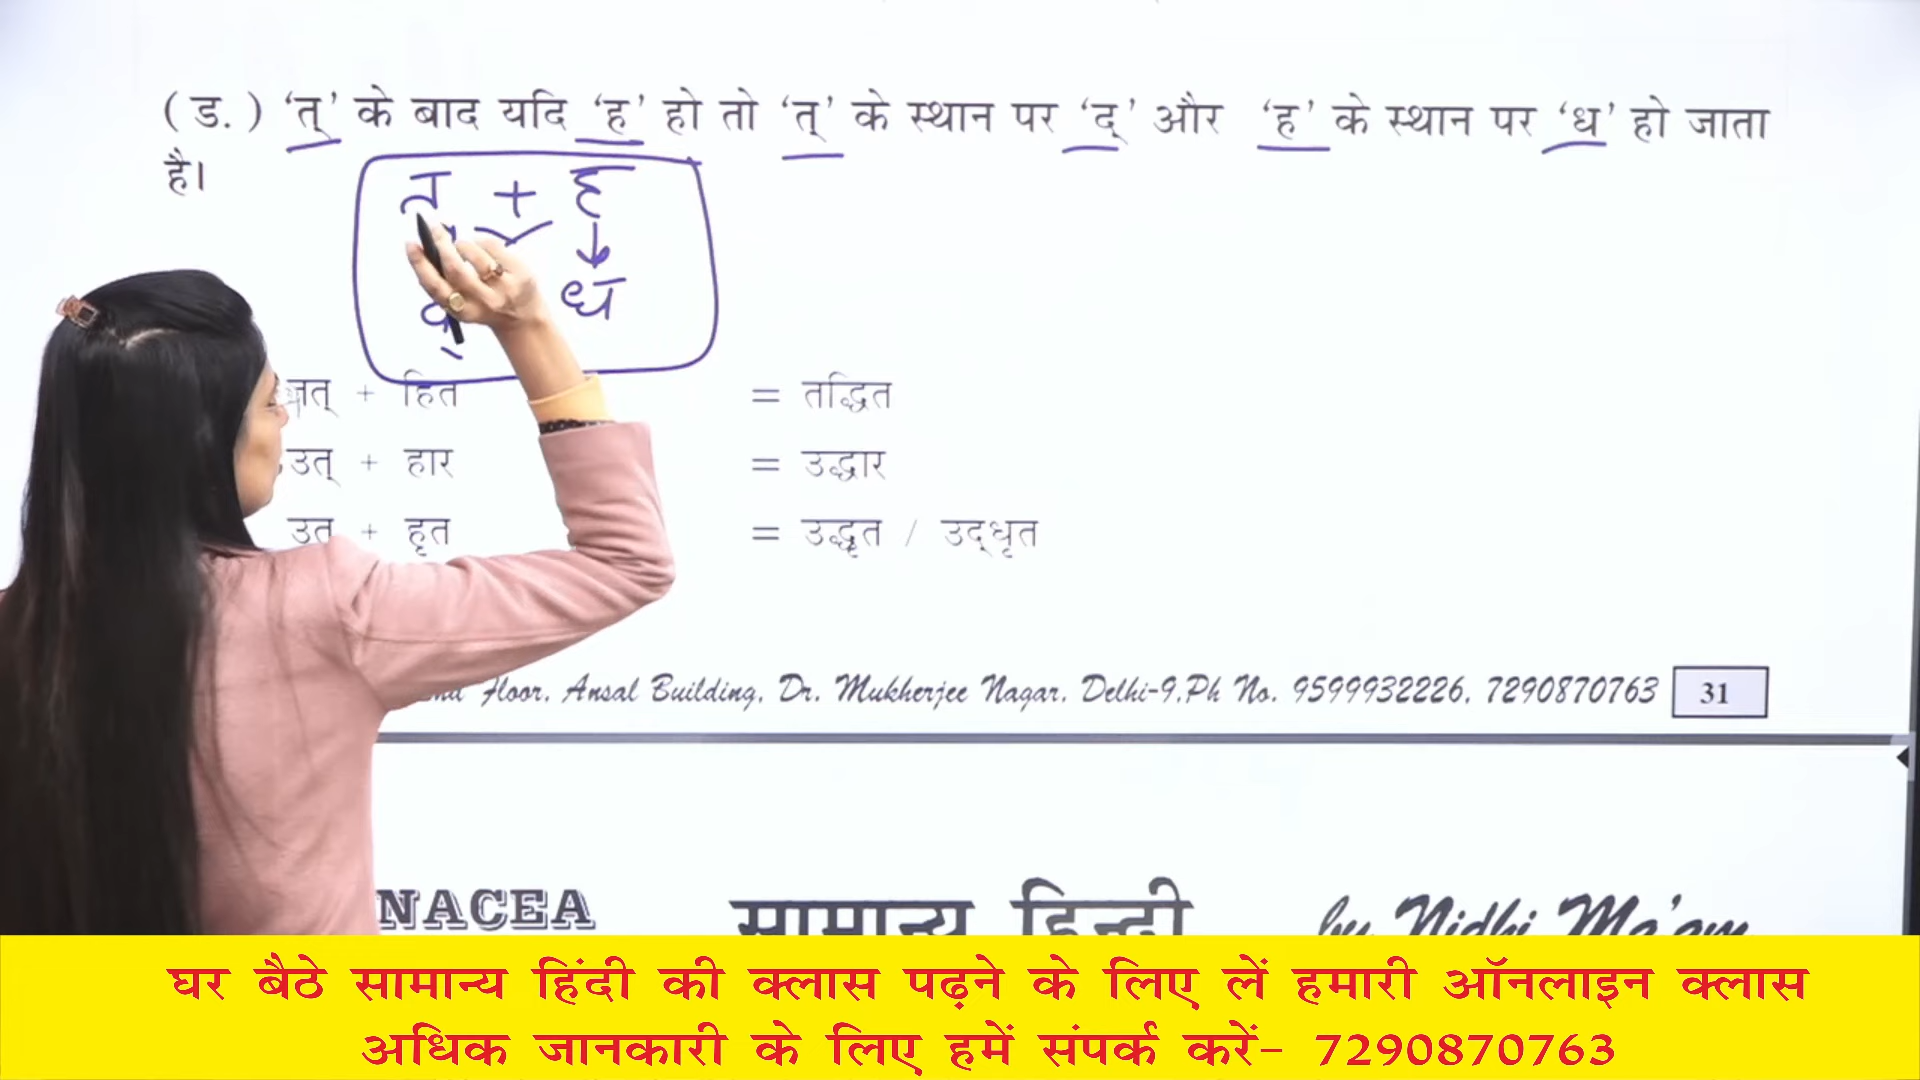 (ड.) ‘त्’ के बाद यदि ‘ह’ हो तो ‘त्’ के स्थान पर ‘द्’ और ‘ह’ के स्थान पर ‘ध’ हो जाता
है।
त + ह
ध
+ हित = तद्धित
उत् + हार = उद्धार
उत + हृत = उद्धृत / उद्‌धृत
Floor, Ansal Building, Dr. Mukherjee Nagar, Delhi-9,Ph No. 9599932226, 7290870763 31
NACEA सामान्य हिन्दी by Nidhi Ma'am
घर बैठे सामान्य हिंदी की क्लास पढ़ने के लिए लें हमारी ऑनलाइन क्लास
अधिक जानकारी के लिए हमें संपर्क करें- 7290870763